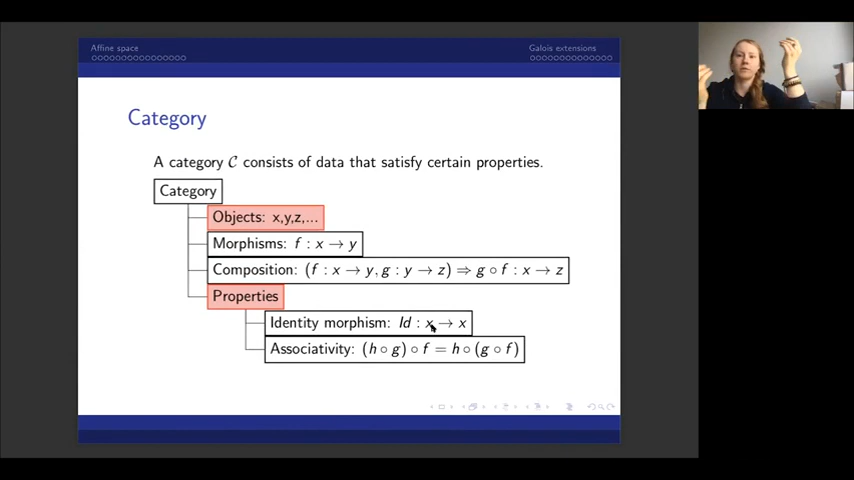 Affine space
Galois extensions
Category
A category 𝒞 consists of data that satisfy certain properties.
Category
Objects: x,y,z,...
Morphisms: f : x → y
Composition: (f : x → y, g : y → z) ⇒ g ∘ f : x → z
Properties
Identity morphism: Id : x → x
Associativity: (h ∘ g) ∘ f = h ∘ (g ∘ f)